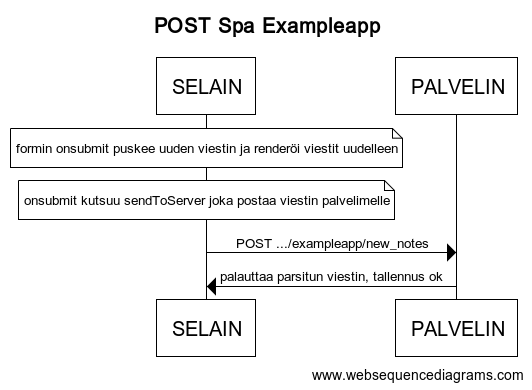 POST Spa Exampleapp
SELAIN
PALVELIN
formin onsubmit puskee uuden viestin ja renderöi viestit uudelleen
onsubmit kutsuu sendToServer joka postaa viestin palvelimelle
POST .../exampleapp/new_notes
palauttaa parsitun viestin, tallennus ok
SELAIN
PALVELIN
www.websequencediagrams.com